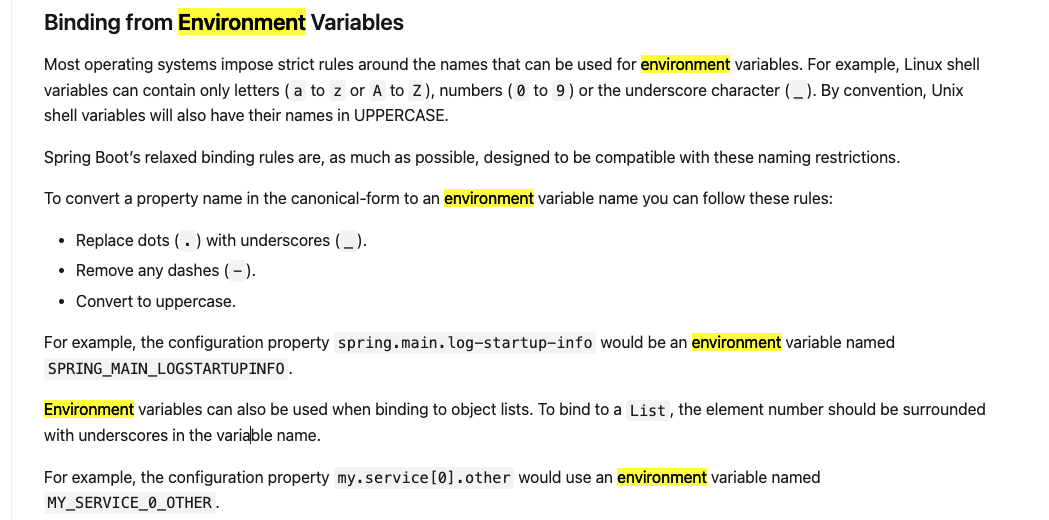 Binding from Environment Variables
Most operating systems impose strict rules around the names that can be used for environment variables. For example, Linux shell
variables can contain only letters ( a to z or A to Z ), numbers ( 0 to 9 ) or the underscore character ( _ ). By convention, Unix
shell variables will also have their names in UPPERCASE.
Spring Boot’s relaxed binding rules are, as much as possible, designed to be compatible with these naming restrictions.
To convert a property name in the canonical-form to an environment variable name you can follow these rules:
• Replace dots ( . ) with underscores ( _ ).
• Remove any dashes ( - ).
• Convert to uppercase.
For example, the configuration property spring.main.log-startup-info would be an environment variable named
SPRING_MAIN_LOGSTARTUPINFO .
Environment variables can also be used when binding to object lists. To bind to a List , the element number should be surrounded
with underscores in the variable name.
For example, the configuration property my.service[0].other would use an environment variable named
MY_SERVICE_0_OTHER .